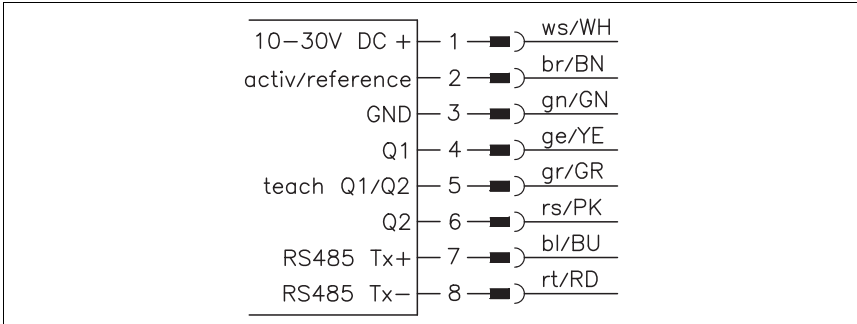 10-30V DC + 1 ws/WH
activ/reference 2 br/BN
GND 3 gn/GN
Q1 4 ge/YE
teach Q1/Q2 5 gr/GR
Q2 6 rs/PK
RS485 Tx+ 7 bl/BU
RS485 Tx- 8 rt/RD